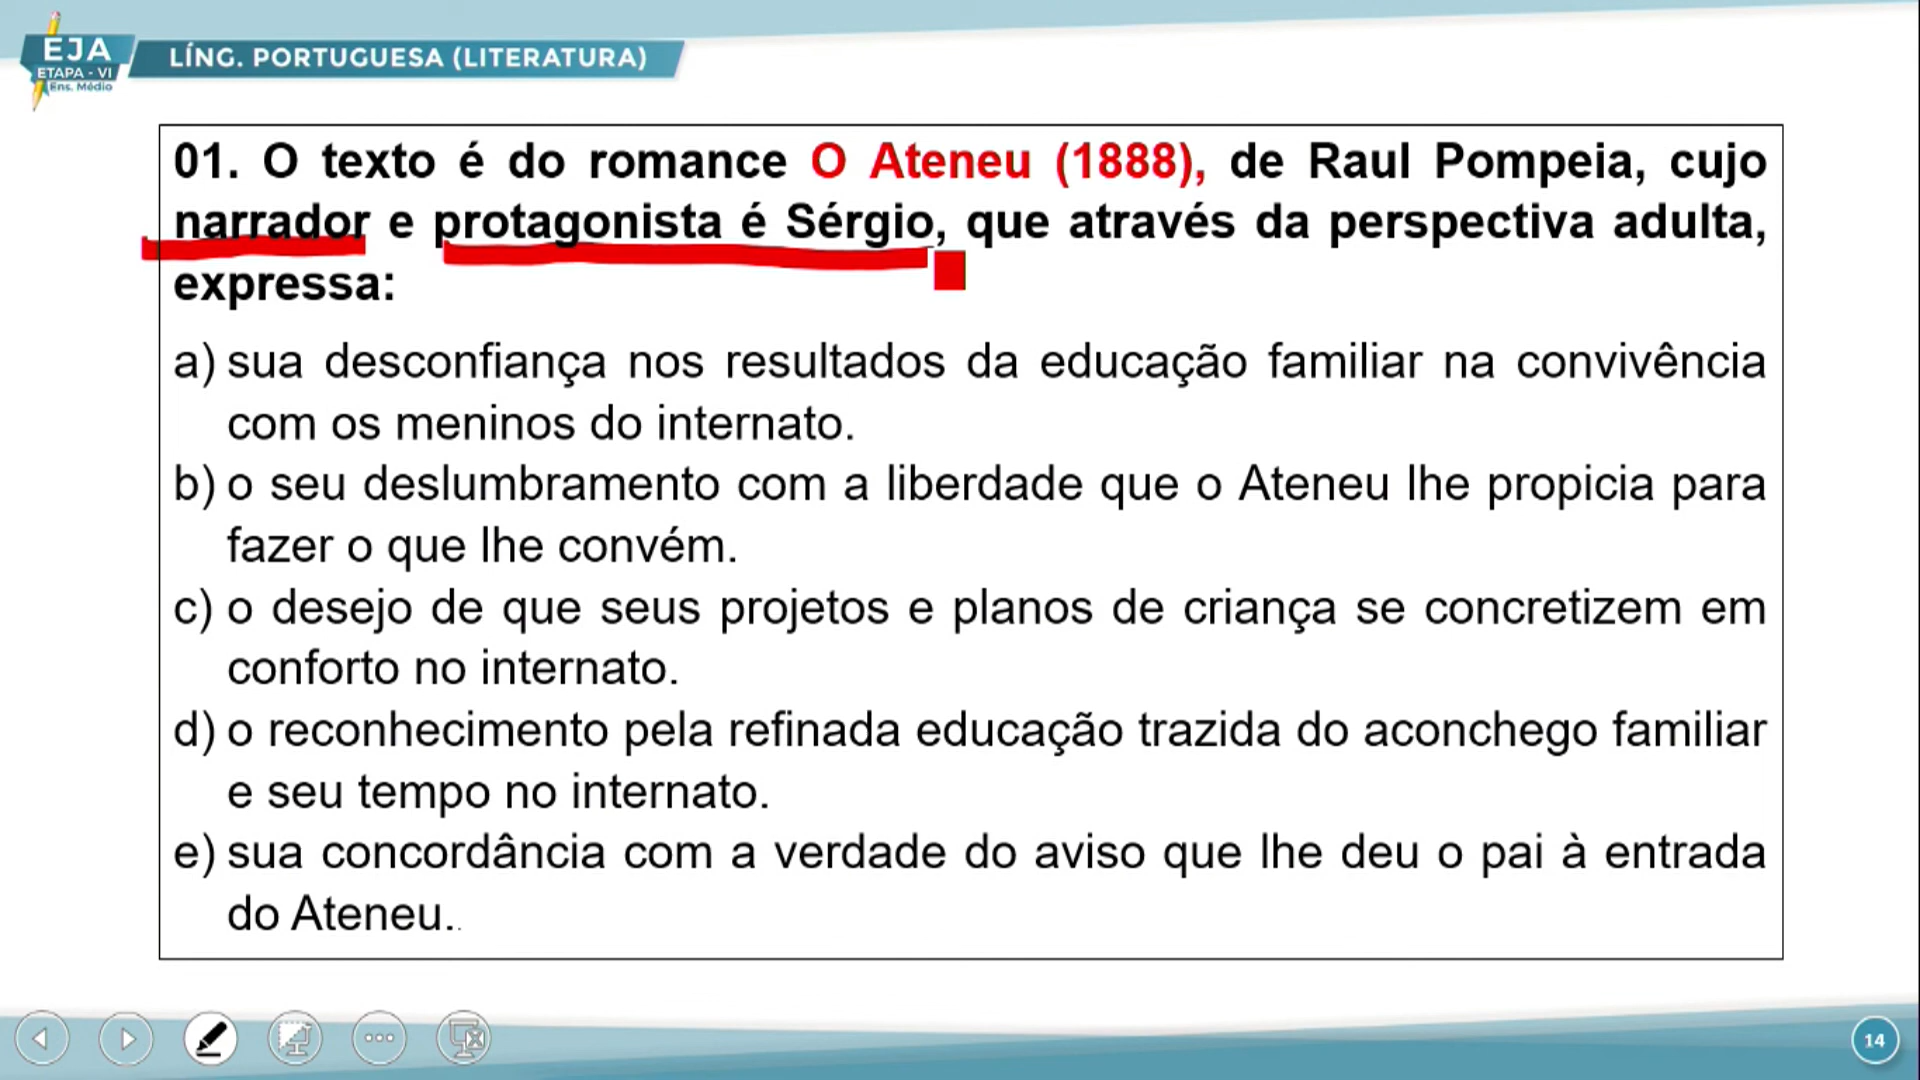 EJA
ETAPA - VI
Ens. Médio
LÍNG. PORTUGUESA (LITERATURA)
01. O texto é do romance O Ateneu (1888), de Raul Pompeia, cujo
narrador e protagonista é Sérgio, que através da perspectiva adulta,
expressa:
a) sua desconfiança nos resultados da educação familiar na convivência
com os meninos do internato.
b) o seu deslumbramento com a liberdade que o Ateneu lhe propicia para
fazer o que lhe convém.
c) o desejo de que seus projetos e planos de criança se concretizem em
conforto no internato.
d) o reconhecimento pela refinada educação trazida do aconchego familiar
e seu tempo no internato.
e) sua concordância com a verdade do aviso que lhe deu o pai à entrada
do Ateneu..
14